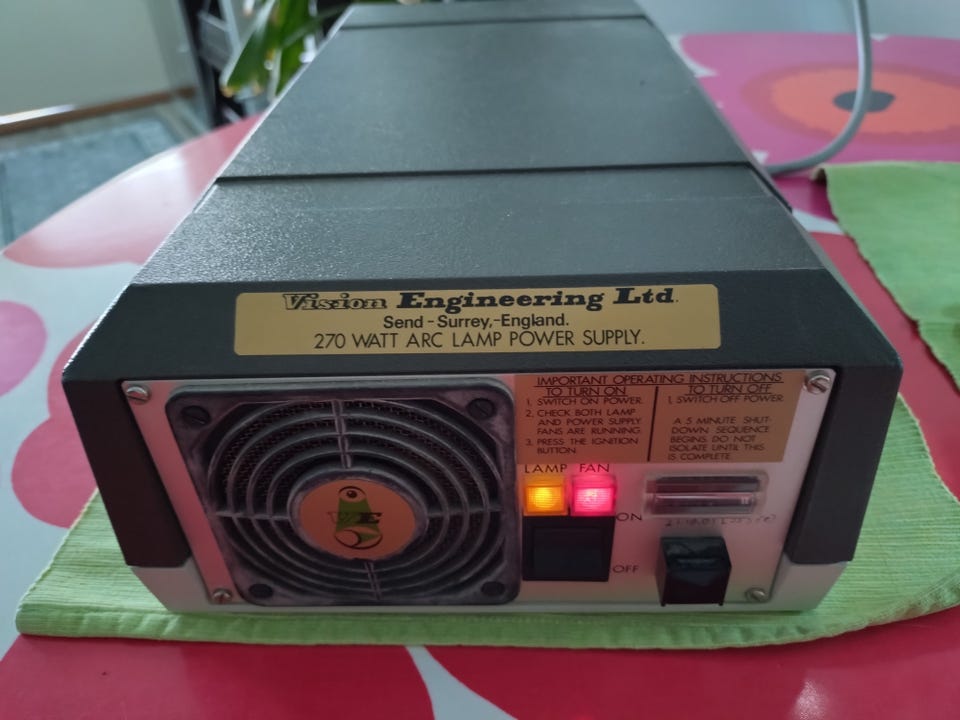 Vision Engineering Ltd.
Send-Surrey,-England.
270 WATT ARC LAMP POWER SUPPLY.
IMPORTANT OPERATING INSTRUCTIONS
TO TURN ON
1. SWITCH ON POWER.
2. CHECK BOTH LAMP
AND POWER SUPPLY
FANS ARE RUNNING.
3. PRESS THE IGNITION
BUTTON.
TO TURN OFF
1. SWITCH OFF POWER.
A 5 MINUTE SHUT-
DOWN SEQUENCE
BEGINS. DO NOT
ISOLATE UNTIL THIS
IS COMPLETE.
LAMP FAN
ON
OFF
VE